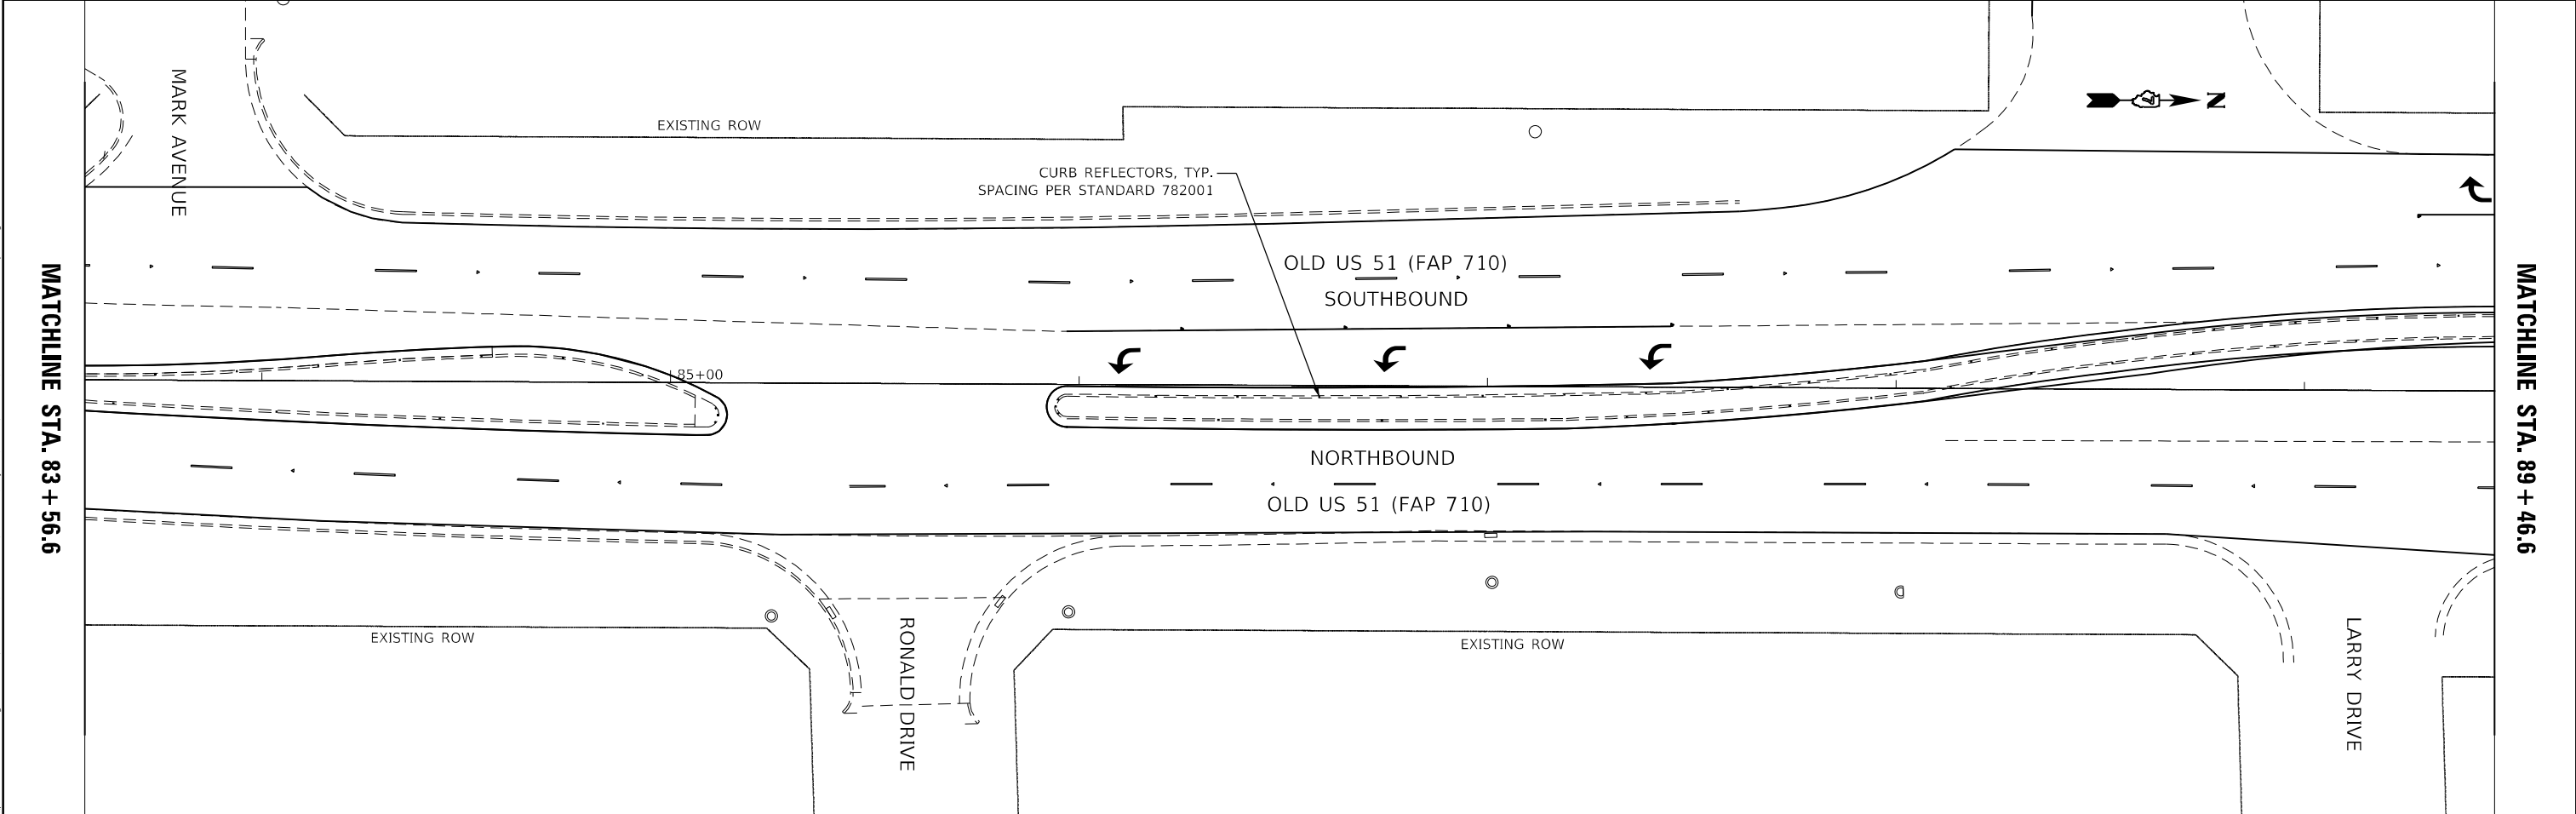 MARK AVENUE
EXISTING ROW
N
CURB REFLECTORS, TYP.
SPACING PER STANDARD 782001
OLD US 51 (FAP 710)
SOUTHBOUND
MATCHLINE STA. 83+56.6
MATCHLINE STA. 89+46.6
85+00
NORTHBOUND
OLD US 51 (FAP 710)
EXISTING ROW
EXISTING ROW
RONALD DRIVE
LARRY DRIVE